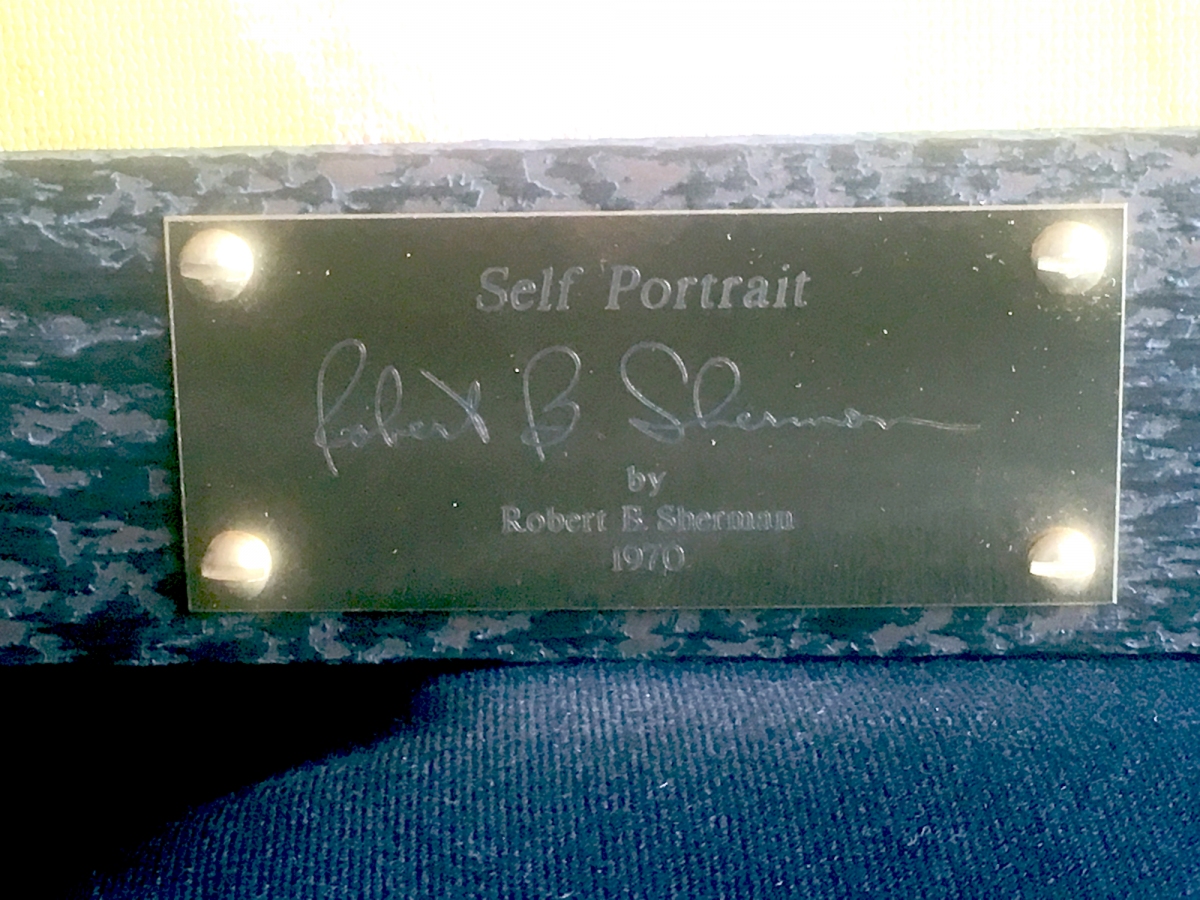 Self Portrait
Robert B. Sherman
by
Robert B. Sherman
1970